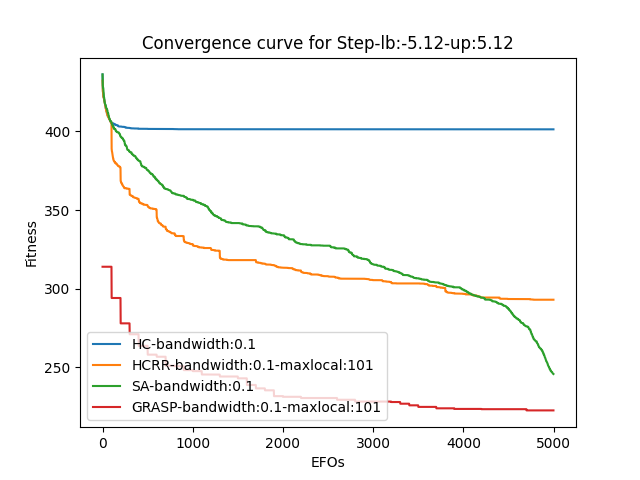 Convergence curve for Step-lb:-5.12-up:5.12
Fitness
400
350
300
250
HC-bandwidth:0.1
HCRR-bandwidth:0.1-maxlocal:101
SA-bandwidth:0.1
GRASP-bandwidth:0.1-maxlocal:101
0 1000 2000 3000 4000 5000
EFOs